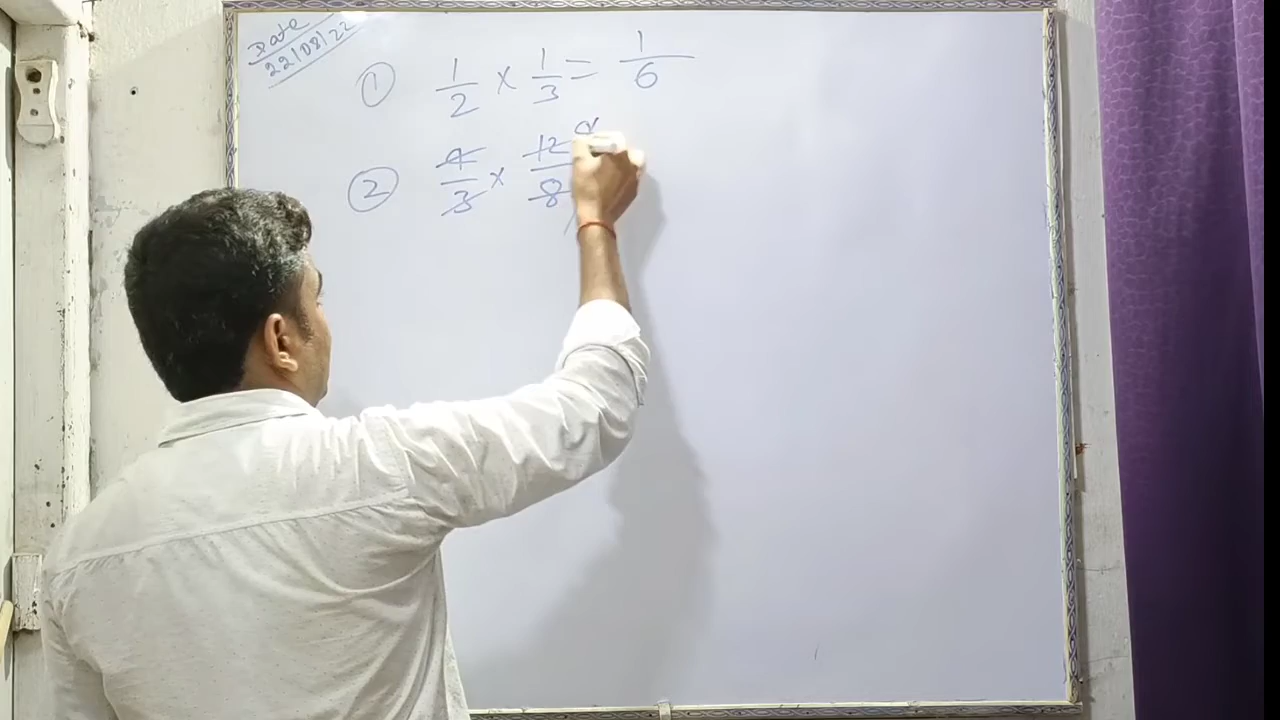 Date
22/08/22
① 1/2 × 1/3 = 1/6
② 4/3 × 12/8